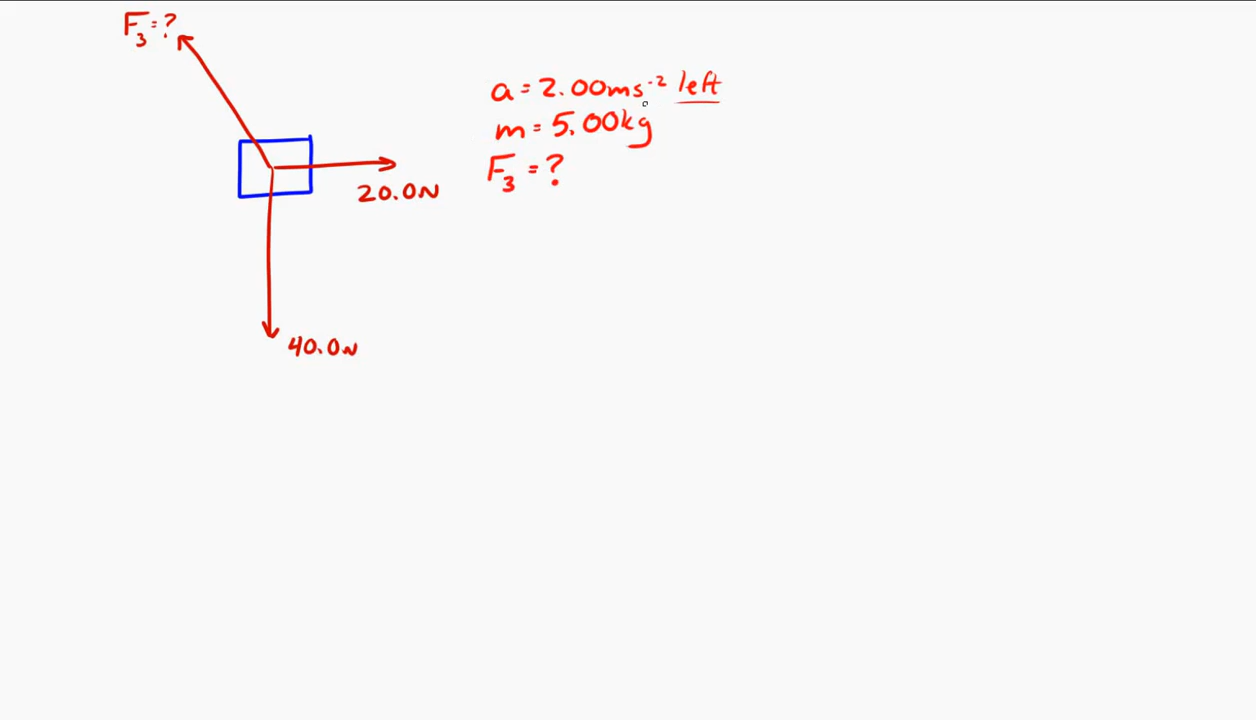 F₃=?
a=2.00ms⁻² left
m=5.00kg
F₃=?
20.0N
40.0N